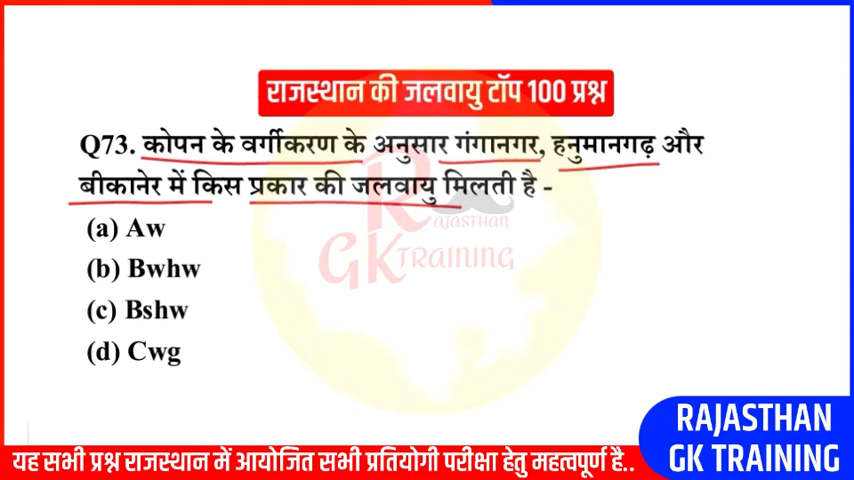 राजस्थान की जलवायु टॉप 100 प्रश्न
Q73. कोपन के वर्गीकरण के अनुसार गंगानगर, हनुमानगढ़ और
बीकानेर में किस प्रकार की जलवायु मिलती है -
(a) Aw
(b) Bwhw
(c) Bshw
(d) Cwg
RAJASTHAN
GK TRAINING
यह सभी प्रश्न राजस्थान में आयोजित सभी प्रतियोगी परीक्षा हेतु महत्वपूर्ण है..
RAJASTHAN
GK TRAINING